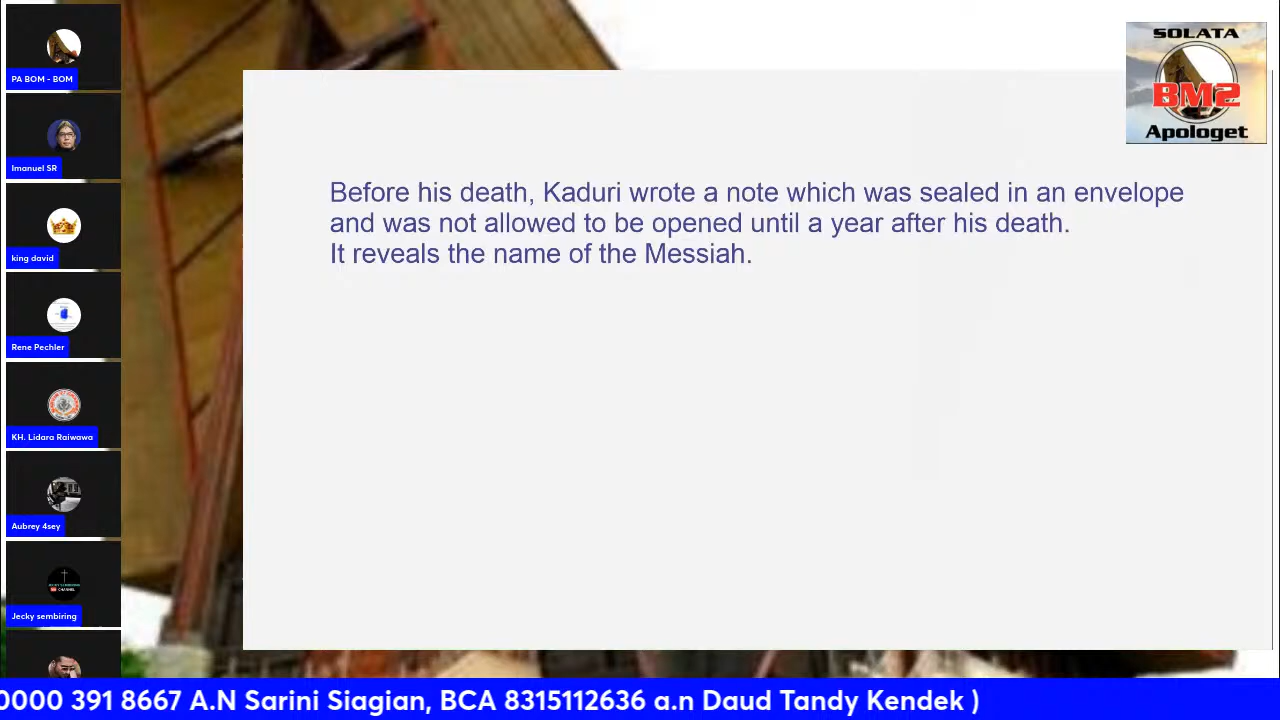 PA BOM - BOM
Imanuel SR
king david
Rene Pechler
KH. Lidara Raiwawa
Aubrey 4sey
Jecky sembiring
SOLATA
BM2
Apologet
Before his death, Kaduri wrote a note which was sealed in an envelope
and was not allowed to be opened until a year after his death.
It reveals the name of the Messiah.
0000 391 8667 A.N Sarini Siagian, BCA 8315112636 a.n Daud Tandy Kendek )